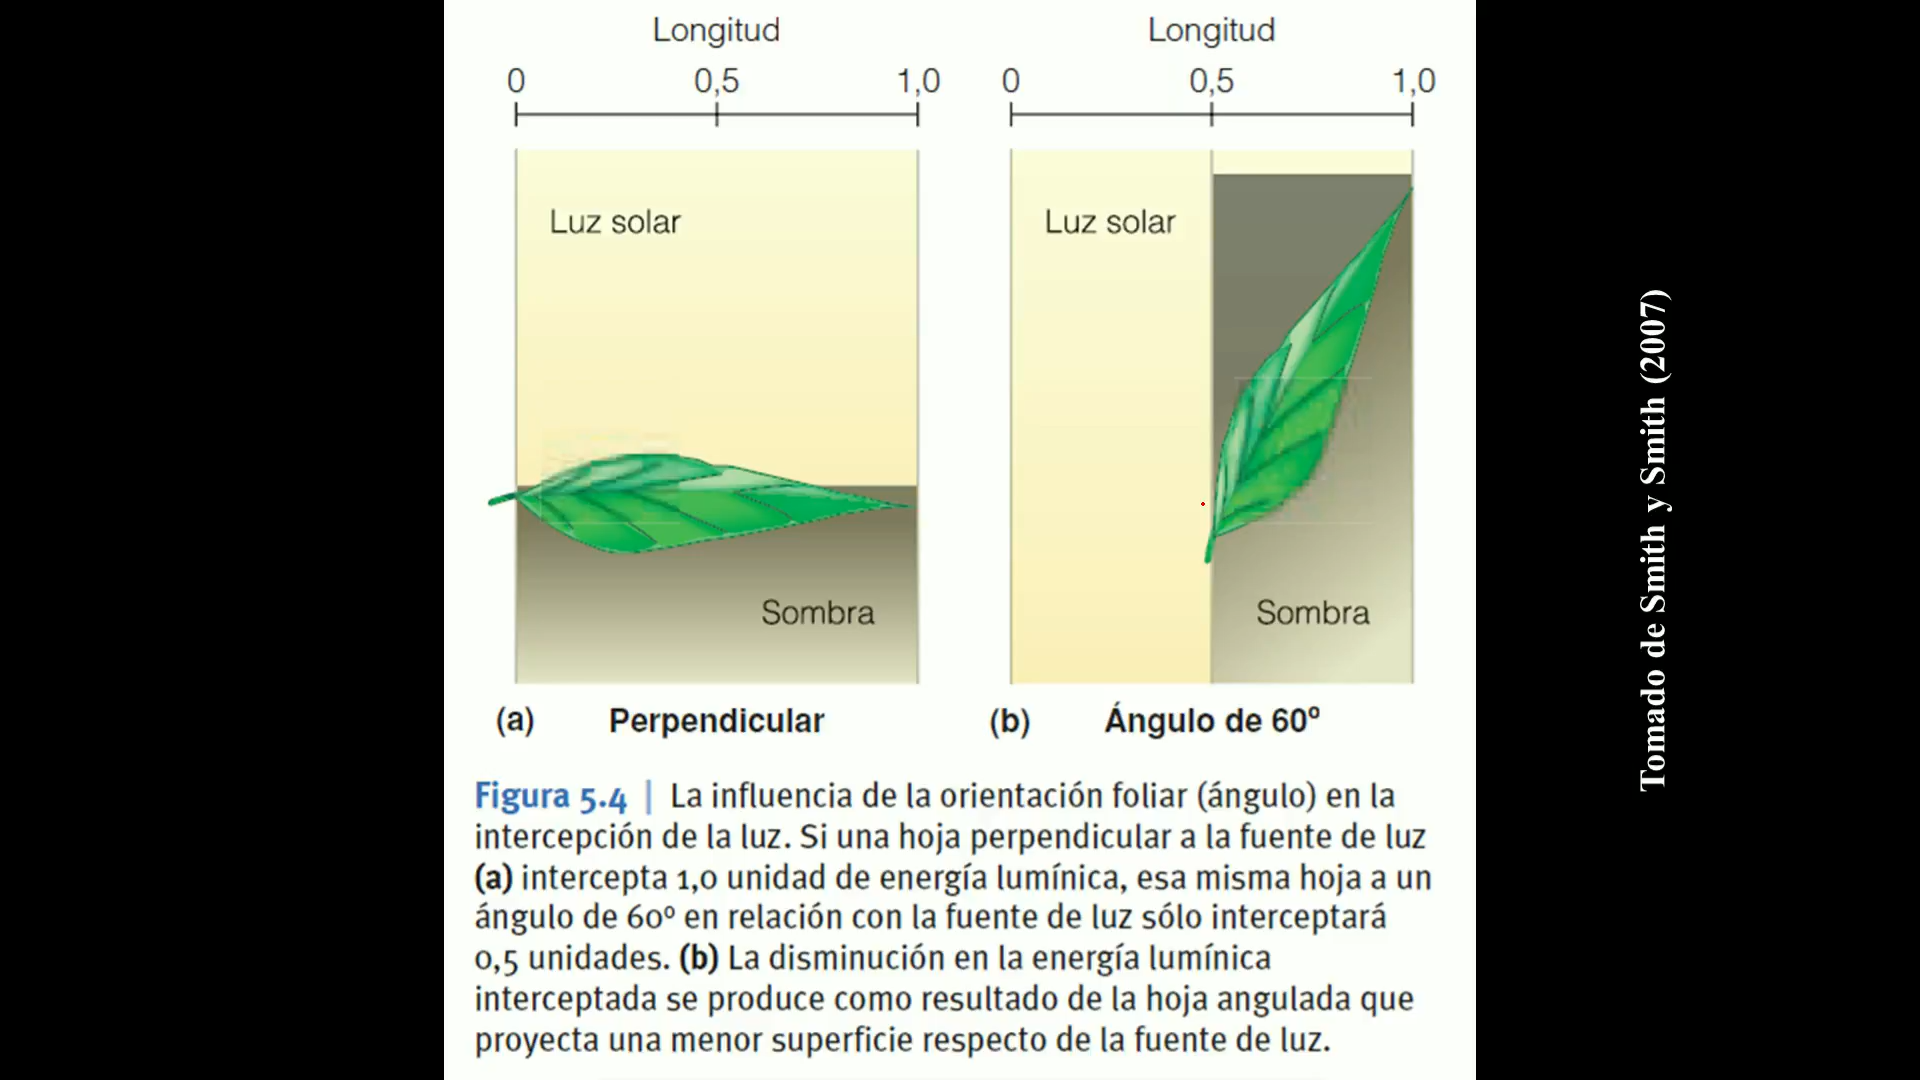 Longitud
0 0,5 1,0
Luz solar
Sombra
(a) Perpendicular
Longitud
0 0,5 1,0
Luz solar
Sombra
(b) Ángulo de 60º
Figura 5.4 | La influencia de la orientación foliar (ángulo) en la
intercepción de la luz. Si una hoja perpendicular a la fuente de luz
(a) intercepta 1,0 unidad de energía lumínica, esa misma hoja a un
ángulo de 60º en relación con la fuente de luz sólo interceptará
0,5 unidades. (b) La disminución en la energía lumínica
interceptada se produce como resultado de la hoja angulada que
proyecta una menor superficie respecto de la fuente de luz.
Tomado de Smith y Smith (2007)